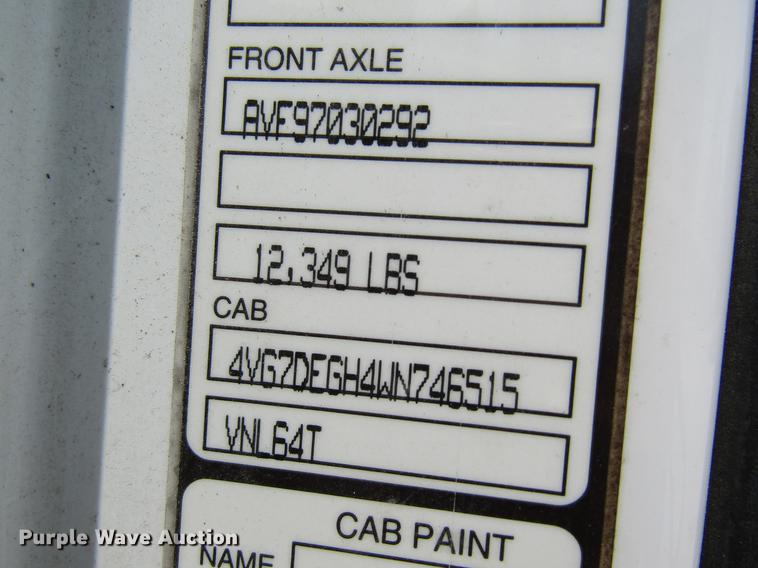 FRONT AXLE
AVF97030292
12,349 LBS
CAB
4VG7DEGH4WN746515
VNL64T
CAB PAINT
NAME
Purple Wave Auction